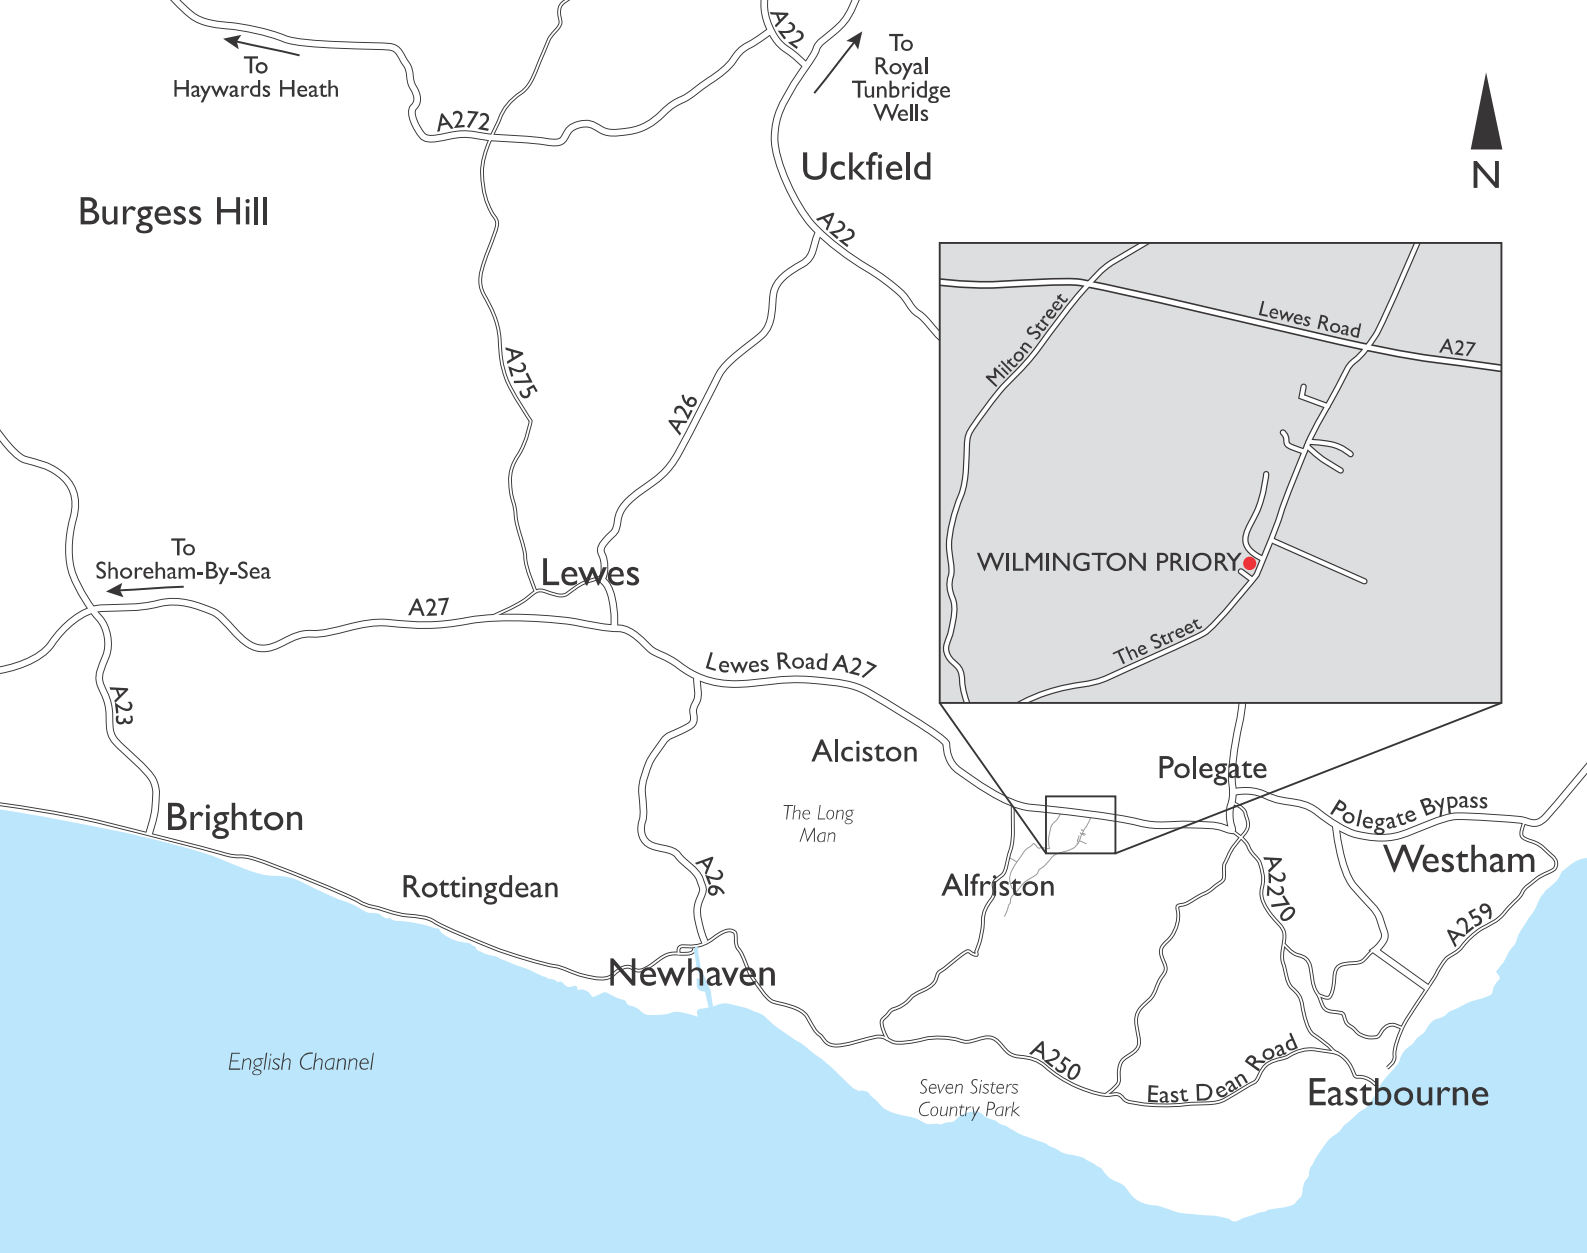 A22
To
Haywards Heath
To
Royal
Tunbridge
Wells
A272
Uckfield
N
Burgess Hill
A22
Lewes Road
A27
Milton Street
A275
A26
WILMINGTON PRIORY
The Street
To
Shoreham-By-Sea
Lewes
A27
Lewes Road A27
A23
Alciston
Polegate
The Long
Man
Polegate Bypass
Brighton
Westham
Rottingdean
A26
Alfriston
A2270
A259
Newhaven
English Channel
A250
East Dean Road
Seven Sisters
Country Park
Eastbourne